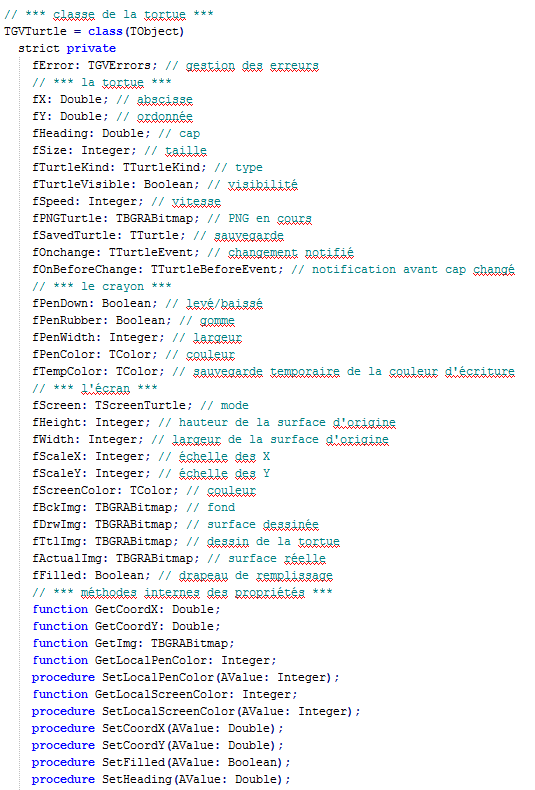 // *** classe de la tortue ***
TGVTurtle = class(TObject)
strict private
fError: TGVErrors; // gestion des erreurs
// *** la tortue ***
fX: Double; // abscisse
fY: Double; // ordonnée
fHeading: Double; // cap
fSize: Integer; // taille
fTurtleKind: TTurtleKind; // type
fTurtleVisible: Boolean; // visibilité
fSpeed: Integer; // vitesse
fPNGTurtle: TBGRABitmap; // PNG en cours
fSavedTurtle: TTurtle; // sauvegarde
fOnchange: TTurtleEvent; // changement notifié
fOnBeforeChange: TTurtleBeforeEvent; // notification avant cap changé
// *** le crayon ***
fPenDown: Boolean; // levé/baissé
fPenRubber: Boolean; // gomme
fPenWidth: Integer; // largeur
fPenColor: TColor; // couleur
fTempColor: TColor; // sauvegarde temporaire de la couleur d'écriture
// *** l'écran ***
fScreen: TScreenTurtle; // mode
fHeight: Integer; // hauteur de la surface d'origine
fWidth: Integer; // largeur de la surface d'origine
fScaleX: Integer; // échelle des X
fScaleY: Integer; // échelle des Y
fScreenColor: TColor; // couleur
fBckImg: TBGRABitmap; // fond
fDrwImg: TBGRABitmap; // surface dessinée
fTtlImg: TBGRABitmap; // dessin de la tortue
fActualImg: TBGRABitmap; // surface réelle
fFilled: Boolean; // drapeau de remplissage
// *** méthodes internes des propriétés ***
function GetCoordX: Double;
function GetCoordY: Double;
function GetImg: TBGRABitmap;
function GetLocalPenColor: Integer;
procedure SetLocalPenColor(AValue: Integer);
function GetLocalScreenColor: Integer;
procedure SetLocalScreenColor(AValue: Integer);
procedure SetCoordX(AValue: Double);
procedure SetCoordY(AValue: Double);
procedure SetFilled(AValue: Boolean);
procedure SetHeading(AValue: Double);